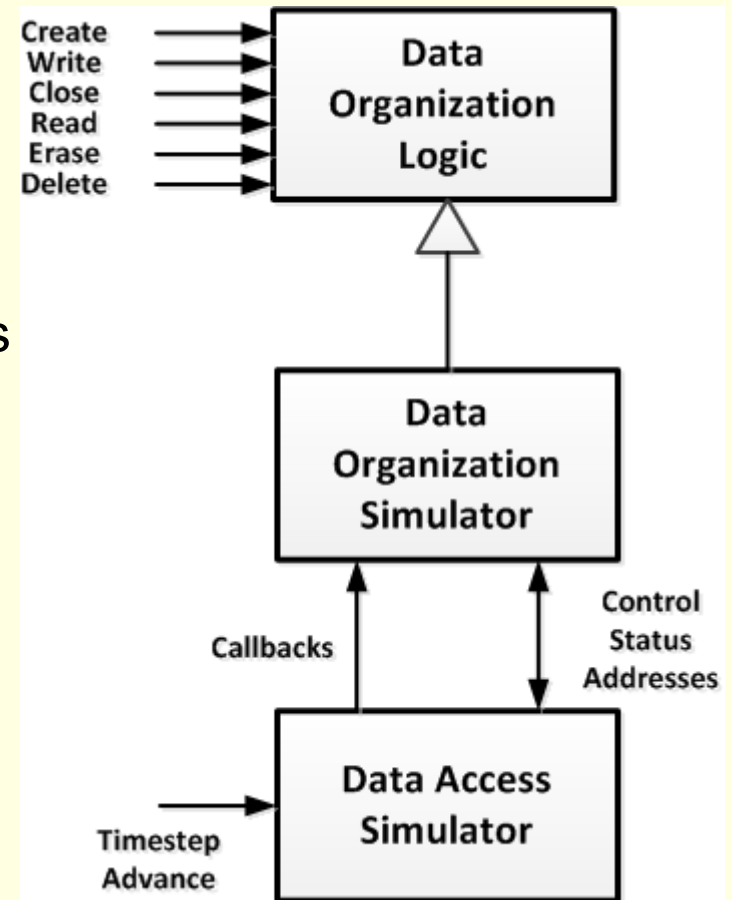 Create
Write
Close
Read
Erase
Delete
Data
Organization
Logic
s
Data
Organization
Simulator
Callbacks
Control
Status
Addresses
Data Access
Simulator
Timestep
Advance